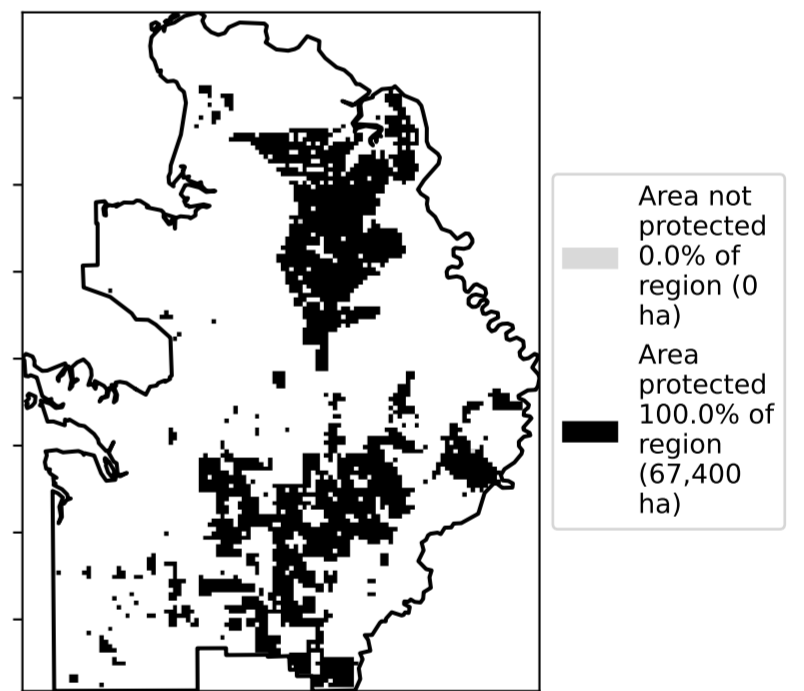 Area not
protected
0.0% of
region (0
ha)
Area
protected
100.0% of
region
(67,400
ha)